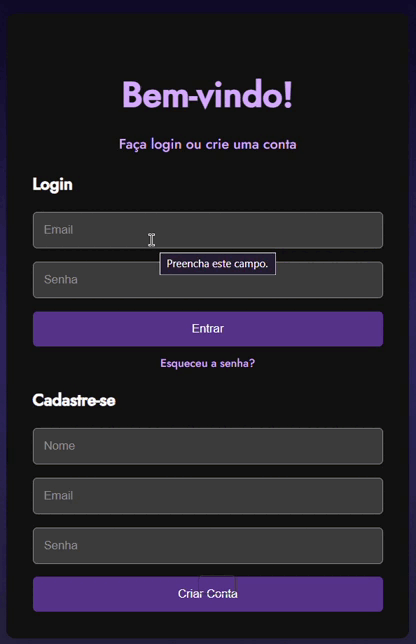 Bem-vindo!
Faça login ou crie uma conta
Login
Email
Preencha este campo.
Senha
Entrar
Esqueceu a senha?
Cadastre-se
Nome
Email
Senha
Criar Conta